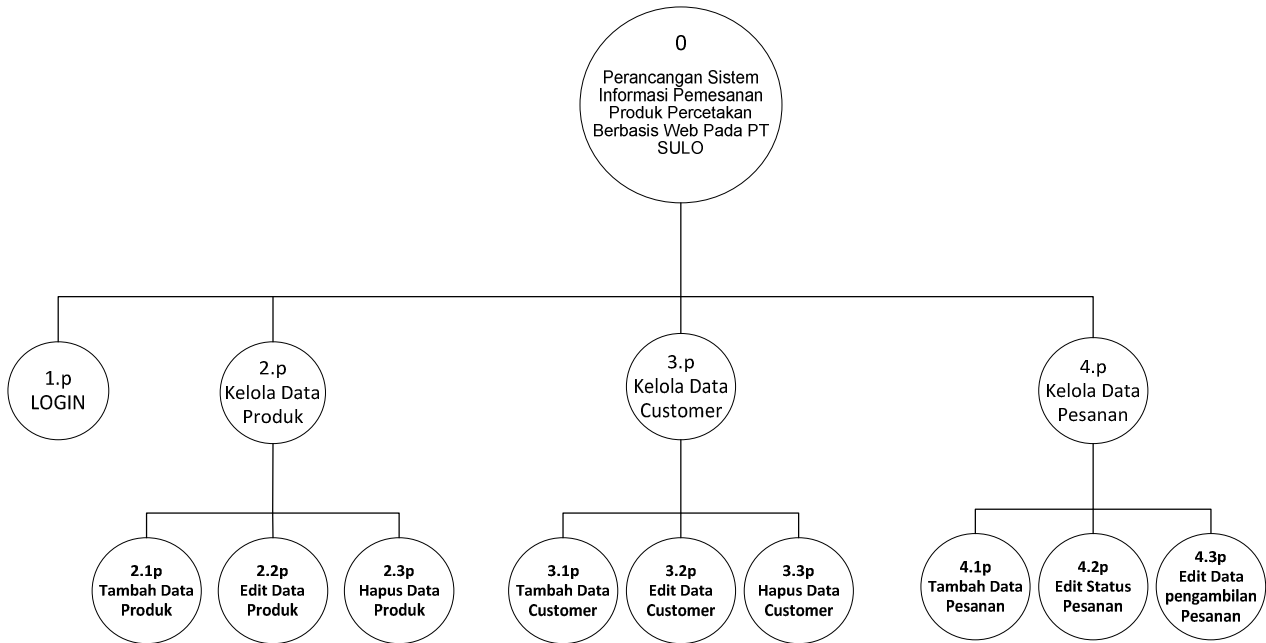 0
Perancangan Sistem
Informasi Pemesanan
Produk Percetakan
Berbasis Web Pada PT
SULO
1.p
LOGIN
2.p
Kelola Data
Produk
3.p
Kelola Data
Customer
4.p
Kelola Data
Pesanan
2.1p
Tambah Data
Produk
2.2p
Edit Data
Produk
2.3p
Hapus Data
Produk
3.1p
Tambah Data
Customer
3.2p
Edit Data
Customer
3.3p
Hapus Data
Customer
4.1p
Tambah Data
Pesanan
4.2p
Edit Status
Pesanan
4.3p
Edit Data
pengambilan
Pesanan